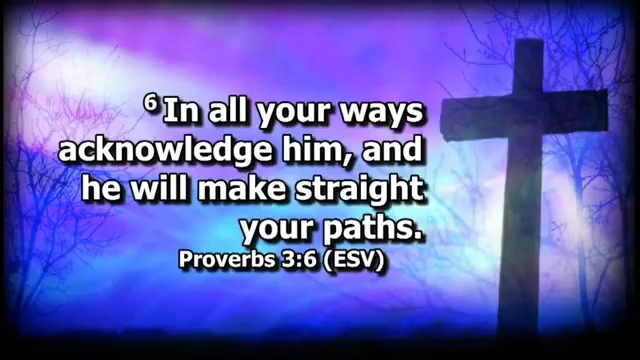 6 In all your ways
acknowledge him, and
he will make straight
your paths.
Proverbs 3:6 (ESV)